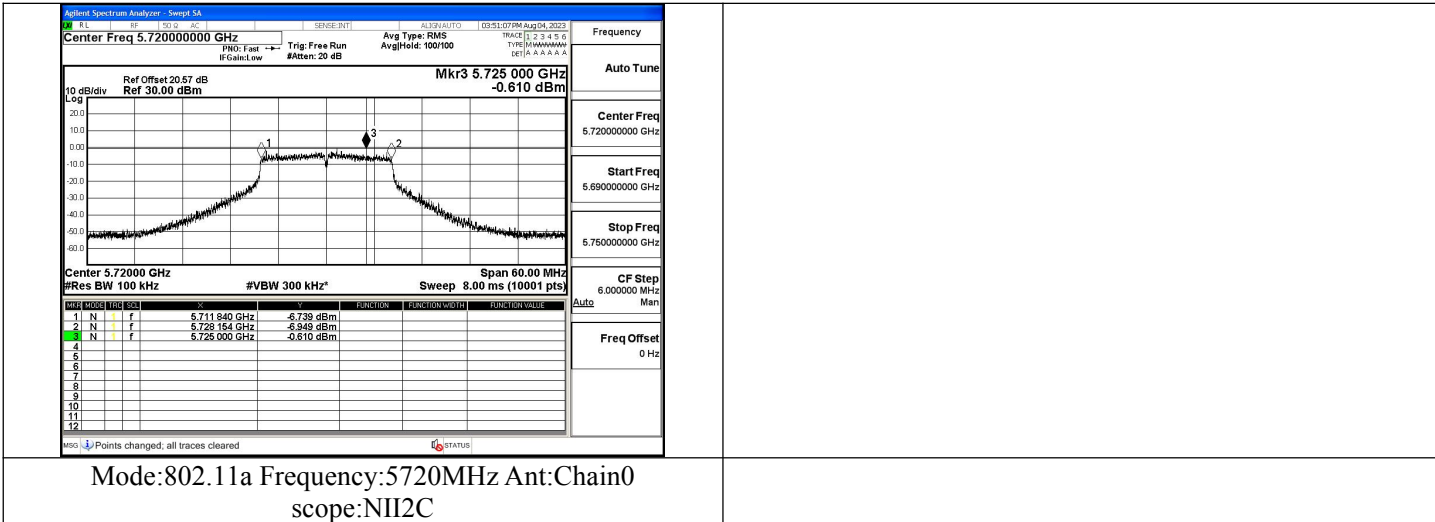 Agilent Spectrum Analyzer - Swept SA
RL RF 50 Ω AC SENSE:INT ALIGNAUTO 03:51:07 PM Aug 04, 2023
Center Freq 5.720000000 GHz
PNO: Fast
IFGain:Low
Trig: Free Run
#Atten: 20 dB
Avg Type: RMS
Avg|Hold: 100/100
TRACE 1 2 3 4 5 6
TYPE M WWWWW
DET A A A A A A
Ref Offset 20.57 dB
10 dB/div Ref 30.00 dBm
Log
Mkr3 5.725 000 GHz
-0.610 dBm
20.0
10.0
0.00
-10.0
-20.0
-30.0
-40.0
-50.0
-60.0
1
3
2
Center 5.72000 GHz Span 60.00 MHz
#Res BW 100 kHz #VBW 300 kHz* Sweep 8.00 ms (10001 pts)
MKR MODE TRC SCL X Y FUNCTION FUNCTION WIDTH FUNCTION VALUE
1 N 1 f 5.711 840 GHz -6.739 dBm
2 N 1 f 5.728 154 GHz -6.949 dBm
3 N 1 f 5.725 000 GHz -0.610 dBm
4
5
6
7
8
9
10
11
12
MSG Points changed; all traces cleared STATUS
Frequency
Auto Tune
Center Freq
5.720000000 GHz
Start Freq
5.690000000 GHz
Stop Freq
5.750000000 GHz
CF Step
6.000000 MHz
Auto Man
Freq Offset
0 Hz
Mode:802.11a Frequency:5720MHz Ant:Chain0
scope:NII2C